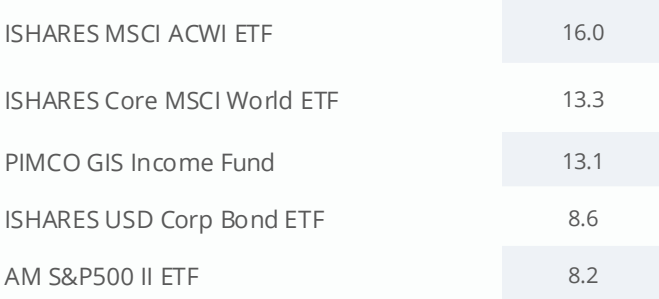 ISHARES MSCI ACWI ETF 16.0
ISHARES Core MSCI World ETF 13.3
PIMCO GIS Income Fund 13.1
ISHARES USD Corp Bond ETF 8.6
AM S&P500 II ETF 8.2